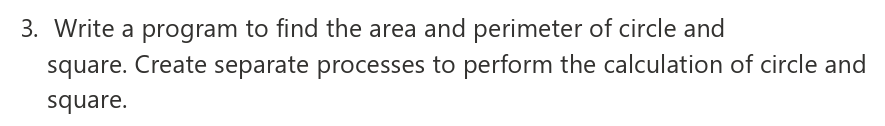 3. Write a program to find the area and perimeter of circle and
square. Create separate processes to perform the calculation of circle and
square.